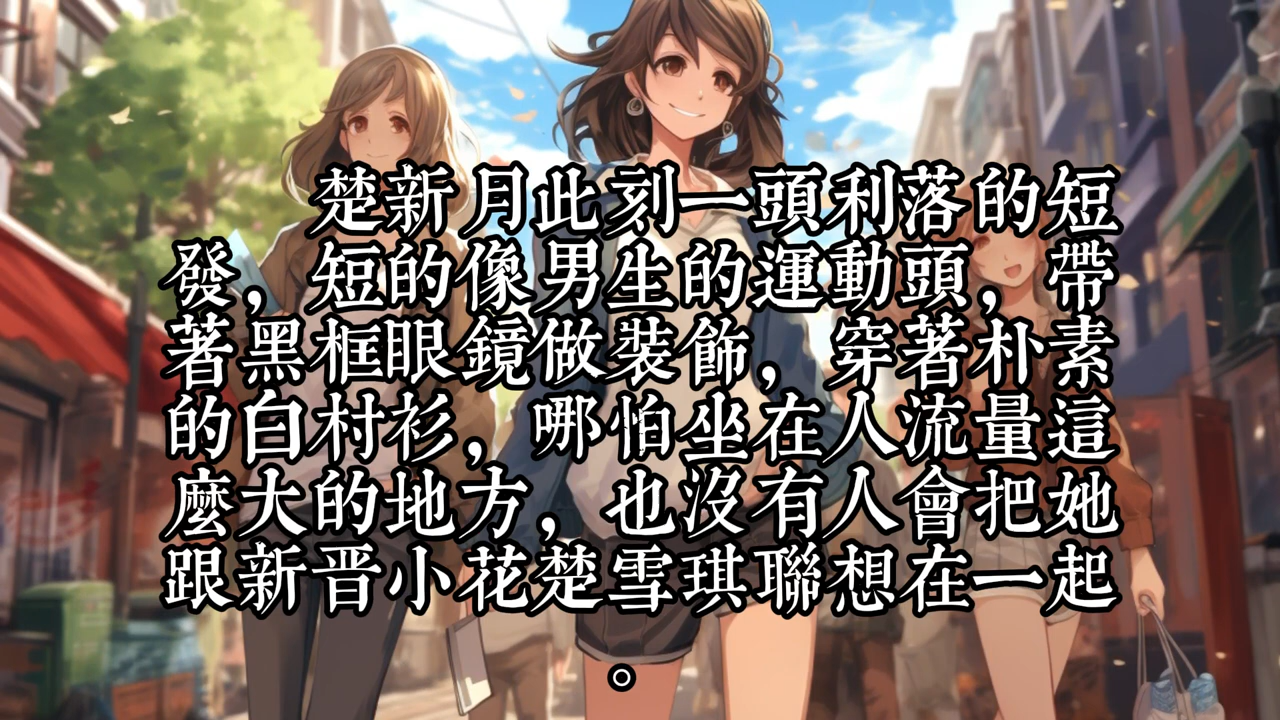 楚新月此刻一頭利落的短
發，短的像男生的運動頭，帶
著黑框眼鏡做裝飾，穿著朴素
的白村衫，哪怕坐在人流量這
麼大的地方，也沒有人會把她
跟新晋小花楚雪琪聯想在一起
。